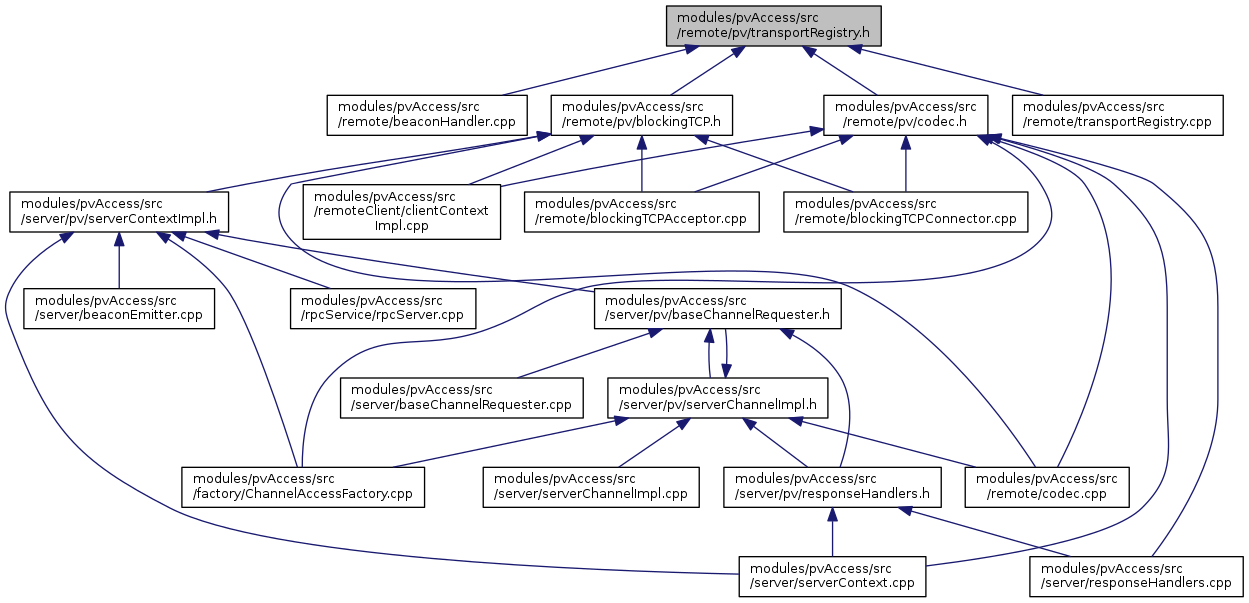 modules/pvAccess/src
/remote/pv/transportRegistry.h
modules/pvAccess/src
/remote/beaconHandler.cpp
modules/pvAccess/src
/remote/pv/blockingTCP.h
modules/pvAccess/src
/remote/pv/codec.h
modules/pvAccess/src
/remote/transportRegistry.cpp
modules/pvAccess/src
/server/pv/serverContextImpl.h
modules/pvAccess/src
/remoteClient/clientContext
Impl.cpp
modules/pvAccess/src
/remote/blockingTCPAcceptor.cpp
modules/pvAccess/src
/remote/blockingTCPConnector.cpp
modules/pvAccess/src
/server/beaconEmitter.cpp
modules/pvAccess/src
/rpcService/rpcServer.cpp
modules/pvAccess/src
/server/pv/baseChannelRequester.h
modules/pvAccess/src
/server/baseChannelRequester.cpp
modules/pvAccess/src
/server/pv/serverChannelImpl.h
modules/pvAccess/src
/factory/ChannelAccessFactory.cpp
modules/pvAccess/src
/server/serverChannelImpl.cpp
modules/pvAccess/src
/server/pv/responseHandlers.h
modules/pvAccess/src
/remote/codec.cpp
modules/pvAccess/src
/server/serverContext.cpp
modules/pvAccess/src
/server/responseHandlers.cpp